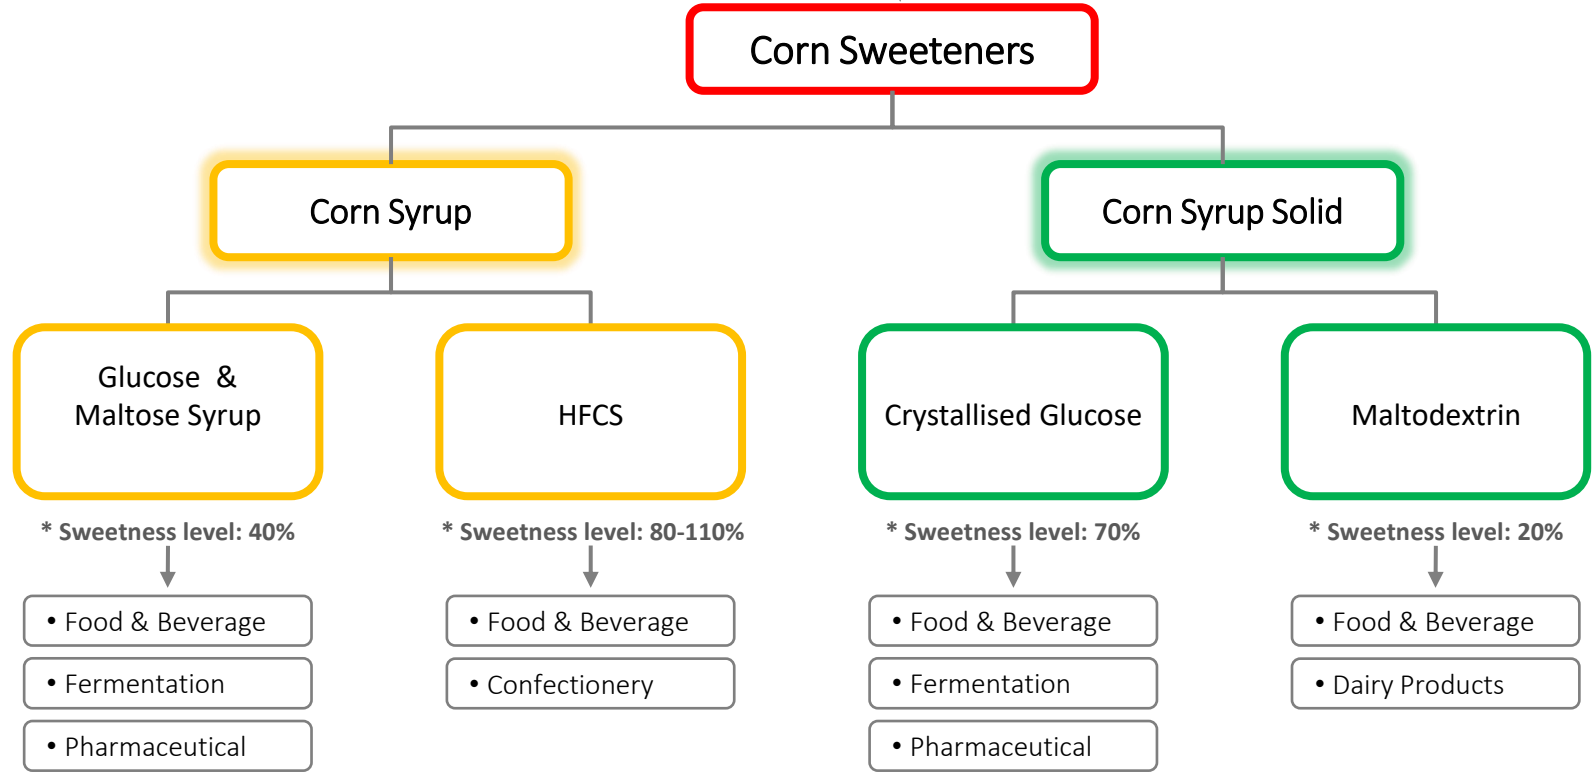 Corn Sweeteners
Corn Syrup
Corn Syrup Solid
Glucose &
Maltose Syrup
HFCS
Crystallised Glucose
Maltodextrin
* Sweetness level: 40%
* Sweetness level: 80-110%
* Sweetness level: 70%
* Sweetness level: 20%
• Food & Beverage
• Food & Beverage
• Food & Beverage
• Food & Beverage
• Fermentation
• Confectionery
• Fermentation
• Dairy Products
• Pharmaceutical
• Pharmaceutical